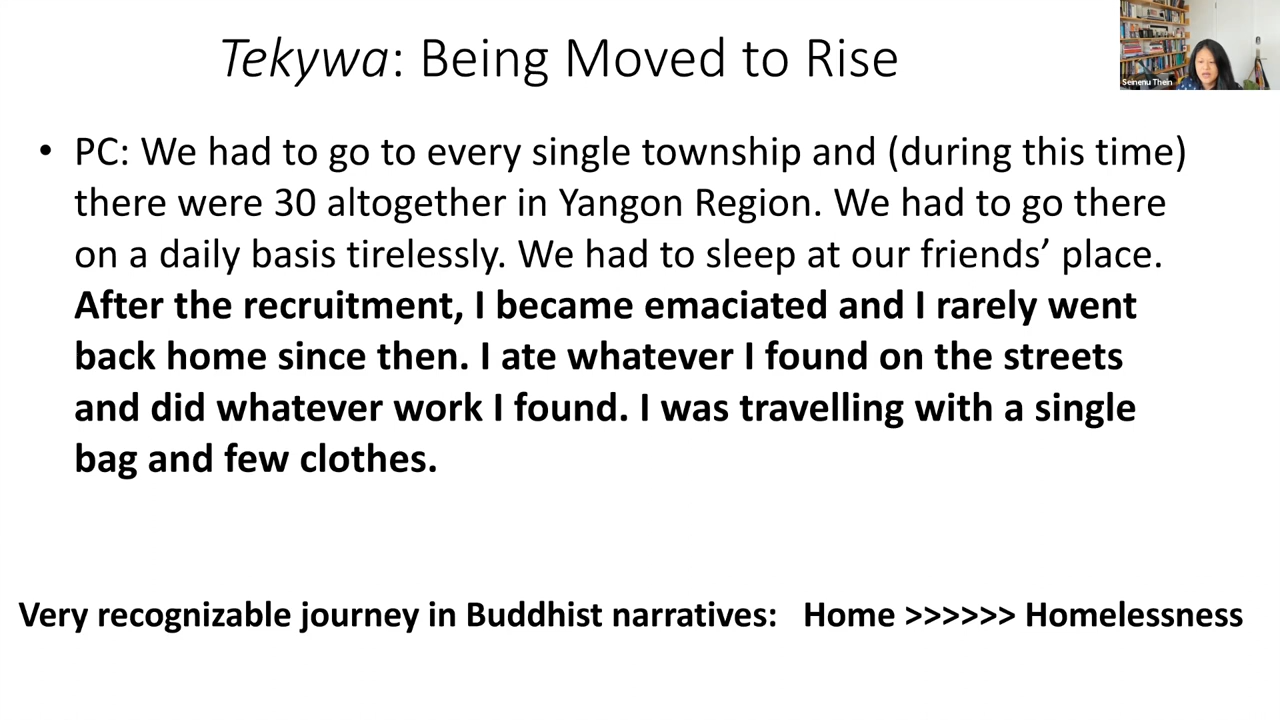 Tekywa: Being Moved to Rise
Seinenu Thein
• PC: We had to go to every single township and (during this time)
there were 30 altogether in Yangon Region. We had to go there
on a daily basis tirelessly. We had to sleep at our friends’ place.
After the recruitment, I became emaciated and I rarely went
back home since then. I ate whatever I found on the streets
and did whatever work I found. I was travelling with a single
bag and few clothes.
Very recognizable journey in Buddhist narratives: Home >>>>>> Homelessness